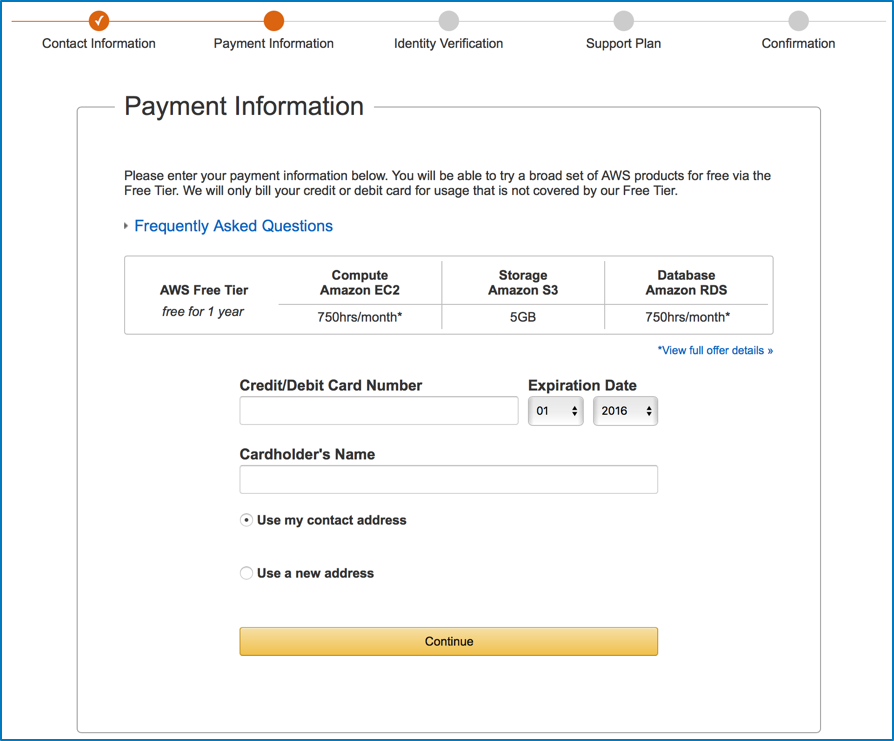 Contact Information
Payment Information
Identity Verification
Support Plan
Confirmation
Payment Information
Please enter your payment information below. You will be able to try a broad set of AWS products for free via the
Free Tier. We will only bill your credit or debit card for usage that is not covered by our Free Tier.
Frequently Asked Questions
AWS Free Tier
free for 1 year
Compute
Amazon EC2
750hrs/month*
Storage
Amazon S3
5GB
Database
Amazon RDS
750hrs/month*
*View full offer details »
Credit/Debit Card Number
Expiration Date
01
2016
Cardholder's Name
Use my contact address
Use a new address
Continue